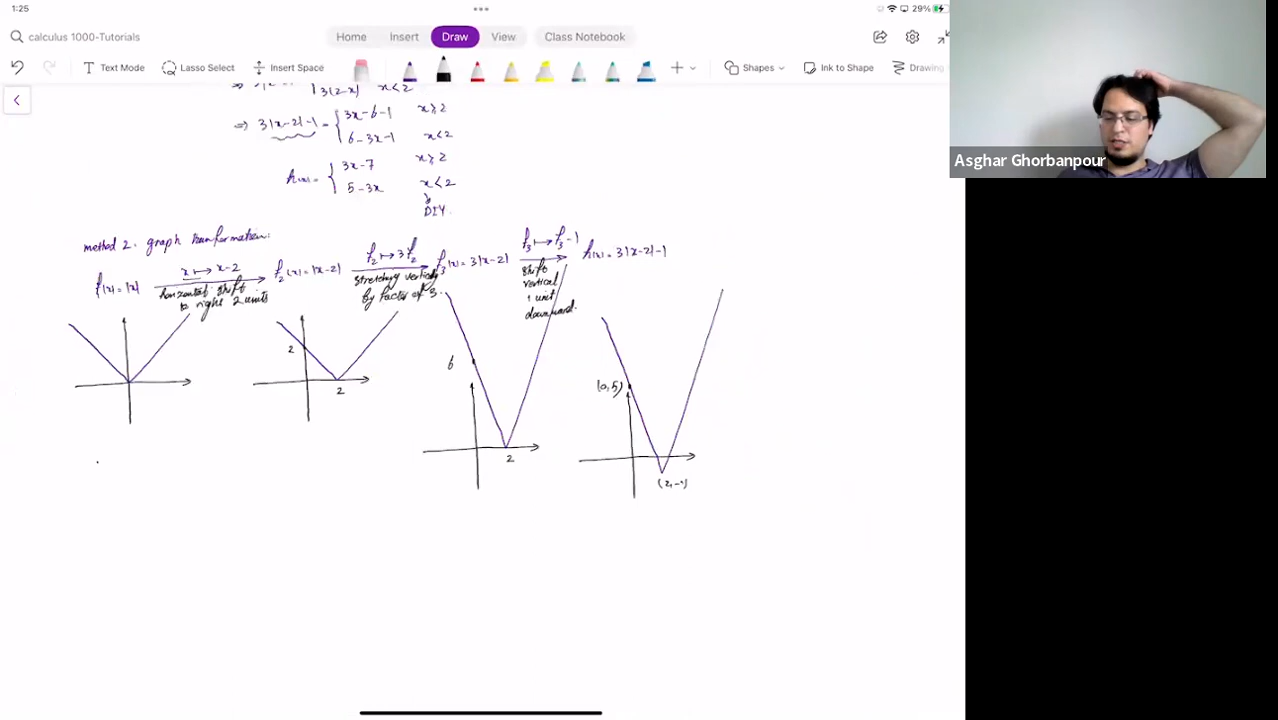 1:25
29%
calculus 1000-Tutorials
Home Insert Draw View Class Notebook
Text Mode Lasso Select Insert Space Shapes Ink to Shape Drawing
Asghar Ghorbanpour
3(2-x) x<2
⇒ 3|x-2|-1 = { 3x-6-1 x≥2
6-3x-1 x<2
h(x) = { 3x-7 x≥2
5-3x x<2
DIY.
method 2. graph transformation:
f(x)=|x| x↦x-2 f₂(x)=|x-2| f₂↦3f₂ f₃(x)=3|x-2| f₃↦f₃-1 h(x)=3|x-2|-1
horizontal shift
to right 2 units
stretching vertically
by factor of 3.
shift
vertical
1 unit
downward.
2
2
6
2
(0,5)
(2,-1)